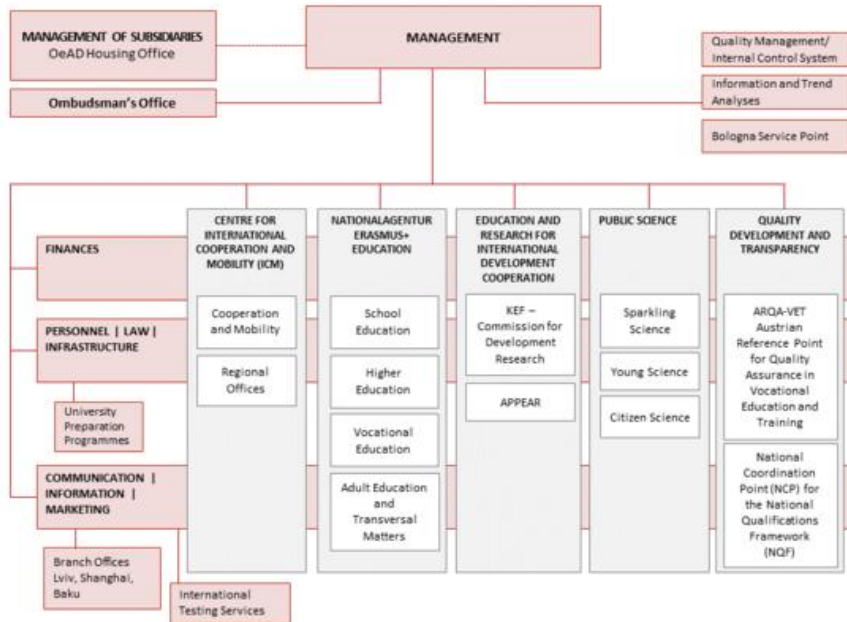 MANAGEMENT OF SUBSIDIARIES
OeAD Housing Office
MANAGEMENT
Quality Management/
Internal Control System
Ombudsman's Office
Information and Trend
Analyses
Bologna Service Point
CENTRE FOR
INTERNATIONAL
COOPERATION AND
MOBILITY (ICM)
NATIONALAGENTUR
ERASMUS+
EDUCATION
EDUCATION AND
RESEARCH FOR
INTERNATIONAL
DEVELOPMENT
COOPERATION
PUBLIC SCIENCE
QUALITY
DEVELOPMENT AND
TRANSPARENCY
FINANCES
Cooperation
and Mobility
Regional
Offices
School
Education
Higher
Education
Vocational
Education
Adult Education
and
Transversal
Matters
KEF –
Commission for
Development
Research
APPEAR
Sparkling
Science
Young Science
Citizen Science
ARQA-VET
Austrian
Reference Point
for Quality
Assurance in
Vocational
Education and
Training
National
Coordination
Point (NCP) for
the National
Qualifications
Framework
(NQF)
PERSONNEL | LAW |
INFRASTRUCTURE
University
Preparation
Programmes
COMMUNICATION |
INFORMATION |
MARKETING
Branch Offices
Lviv, Shanghai,
Baku
International
Testing Services